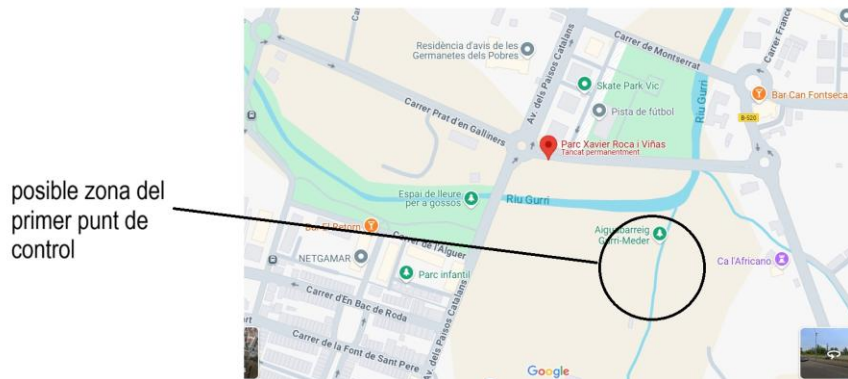 posible zona del
primer punt de
control
Residència d'avis de les
Germanetes dels Pobres
Av. dels Països Catalans
Carrer de Montserrat
Carrer France
Skate Park Vic
Bar Can Fontseca
Carrer Prat d'en Galliners
Pista de fútbol
Riu Gurri
B-520
Parc Xavier Roca i Viñas
Tancat permanentment
Espai de lleure
per a gossos
Riu Gurri
Bar El Retorn
Aiguabarreig
Gurri-Mèder
Carrer de l'Aiguer
NETGAMAR
Ca l'Africano
Parc infantil
Carrer d'En Bac de Roda
Av. dels Països Catalans
Carrer de la Font de Sant Pere
Google